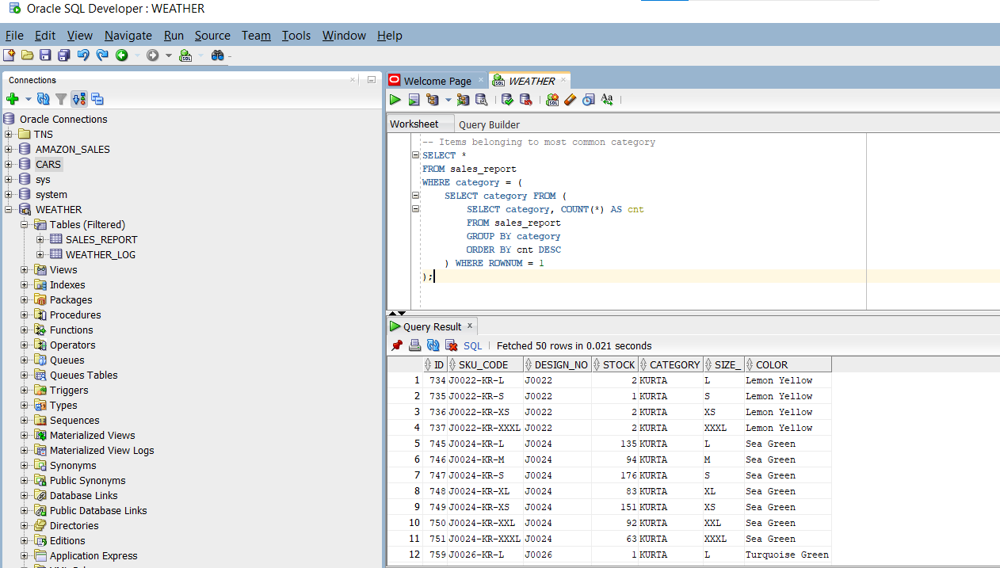 Oracle SQL Developer : WEATHER
File Edit View Navigate Run Source Team Tools Window Help
Connections
Oracle Connections
TNS
AMAZON_SALES
CARS
sys
system
WEATHER
Tables (Filtered)
SALES_REPORT
WEATHER_LOG
Views
Indexes
Packages
Procedures
Functions
Operators
Queues
Queues Tables
Triggers
Types
Sequences
Materialized Views
Materialized View Logs
Synonyms
Public Synonyms
Database Links
Public Database Links
Directories
Editions
Application Express
Welcome Page WEATHER
Worksheet Query Builder
-- Items belonging to most common category
SELECT *
FROM sales_report
WHERE category = (
SELECT category FROM (
SELECT category, COUNT(*) AS cnt
FROM sales_report
GROUP BY category
ORDER BY cnt DESC
) WHERE ROWNUM = 1
);
Query Result
SQL | Fetched 50 rows in 0.021 seconds
ID SKU_CODE DESIGN_NO STOCK CATEGORY SIZE_ COLOR
1 734 J0022-KR-L J0022 2 KURTA L Lemon Yellow
2 735 J0022-KR-S J0022 1 KURTA S Lemon Yellow
3 736 J0022-KR-XS J0022 2 KURTA XS Lemon Yellow
4 737 J0022-KR-XXXL J0022 2 KURTA XXXL Lemon Yellow
5 745 J0024-KR-L J0024 135 KURTA L Sea Green
6 746 J0024-KR-M J0024 94 KURTA M Sea Green
7 747 J0024-KR-S J0024 176 KURTA S Sea Green
8 748 J0024-KR-XL J0024 83 KURTA XL Sea Green
9 749 J0024-KR-XS J0024 151 KURTA XS Sea Green
10 750 J0024-KR-XXL J0024 92 KURTA XXL Sea Green
11 751 J0024-KR-XXXL J0024 63 KURTA XXXL Sea Green
12 759 J0026-KR-L J0026 1 KURTA L Turquoise Green